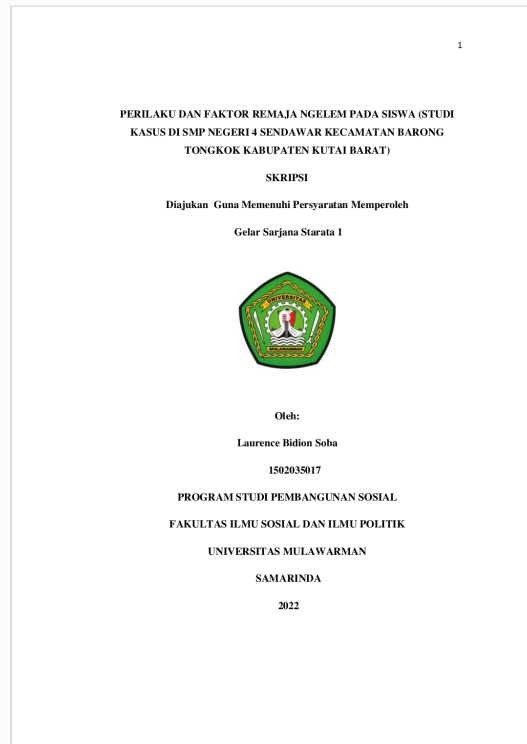 1
PERILAKU DAN FAKTOR REMAJA NGELEM PADA SISWA (STUDI
KASUS DI SMP NEGERI 4 SENDAWAR KECAMATAN BARONG
TONGKOK KABUPATEN KUTAI BARAT)
SKRIPSI
Diajukan Guna Memenuhi Persyaratan Memperoleh
Gelar Sarjana Starata 1
UNIVERSITAS
MULAWARMAN
Oleh:
Laurence Bidion Soba
1502035017
PROGRAM STUDI PEMBANGUNAN SOSIAL
FAKULTAS ILMU SOSIAL DAN ILMU POLITIK
UNIVERSITAS MULAWARMAN
SAMARINDA
2022